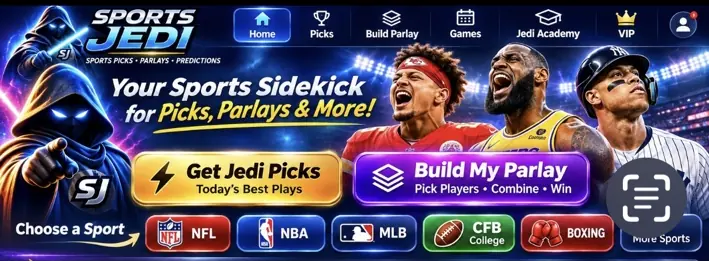 SPORTS
JEDI
SPORTS PICKS • PARLAYS • PREDICTIONS
Home
Picks
Build Parlay
Games
Jedi Academy
VIP
SJ
Your Sports Sidekick
for Picks, Parlays & More!
SJ
Get Jedi Picks
Today's Best Plays
Build My Parlay
Pick Players • Combine • Win
Choose a Sport
NFL
NFL
NBA
NBA
MLB
CFB
College
BOXING
More Sports